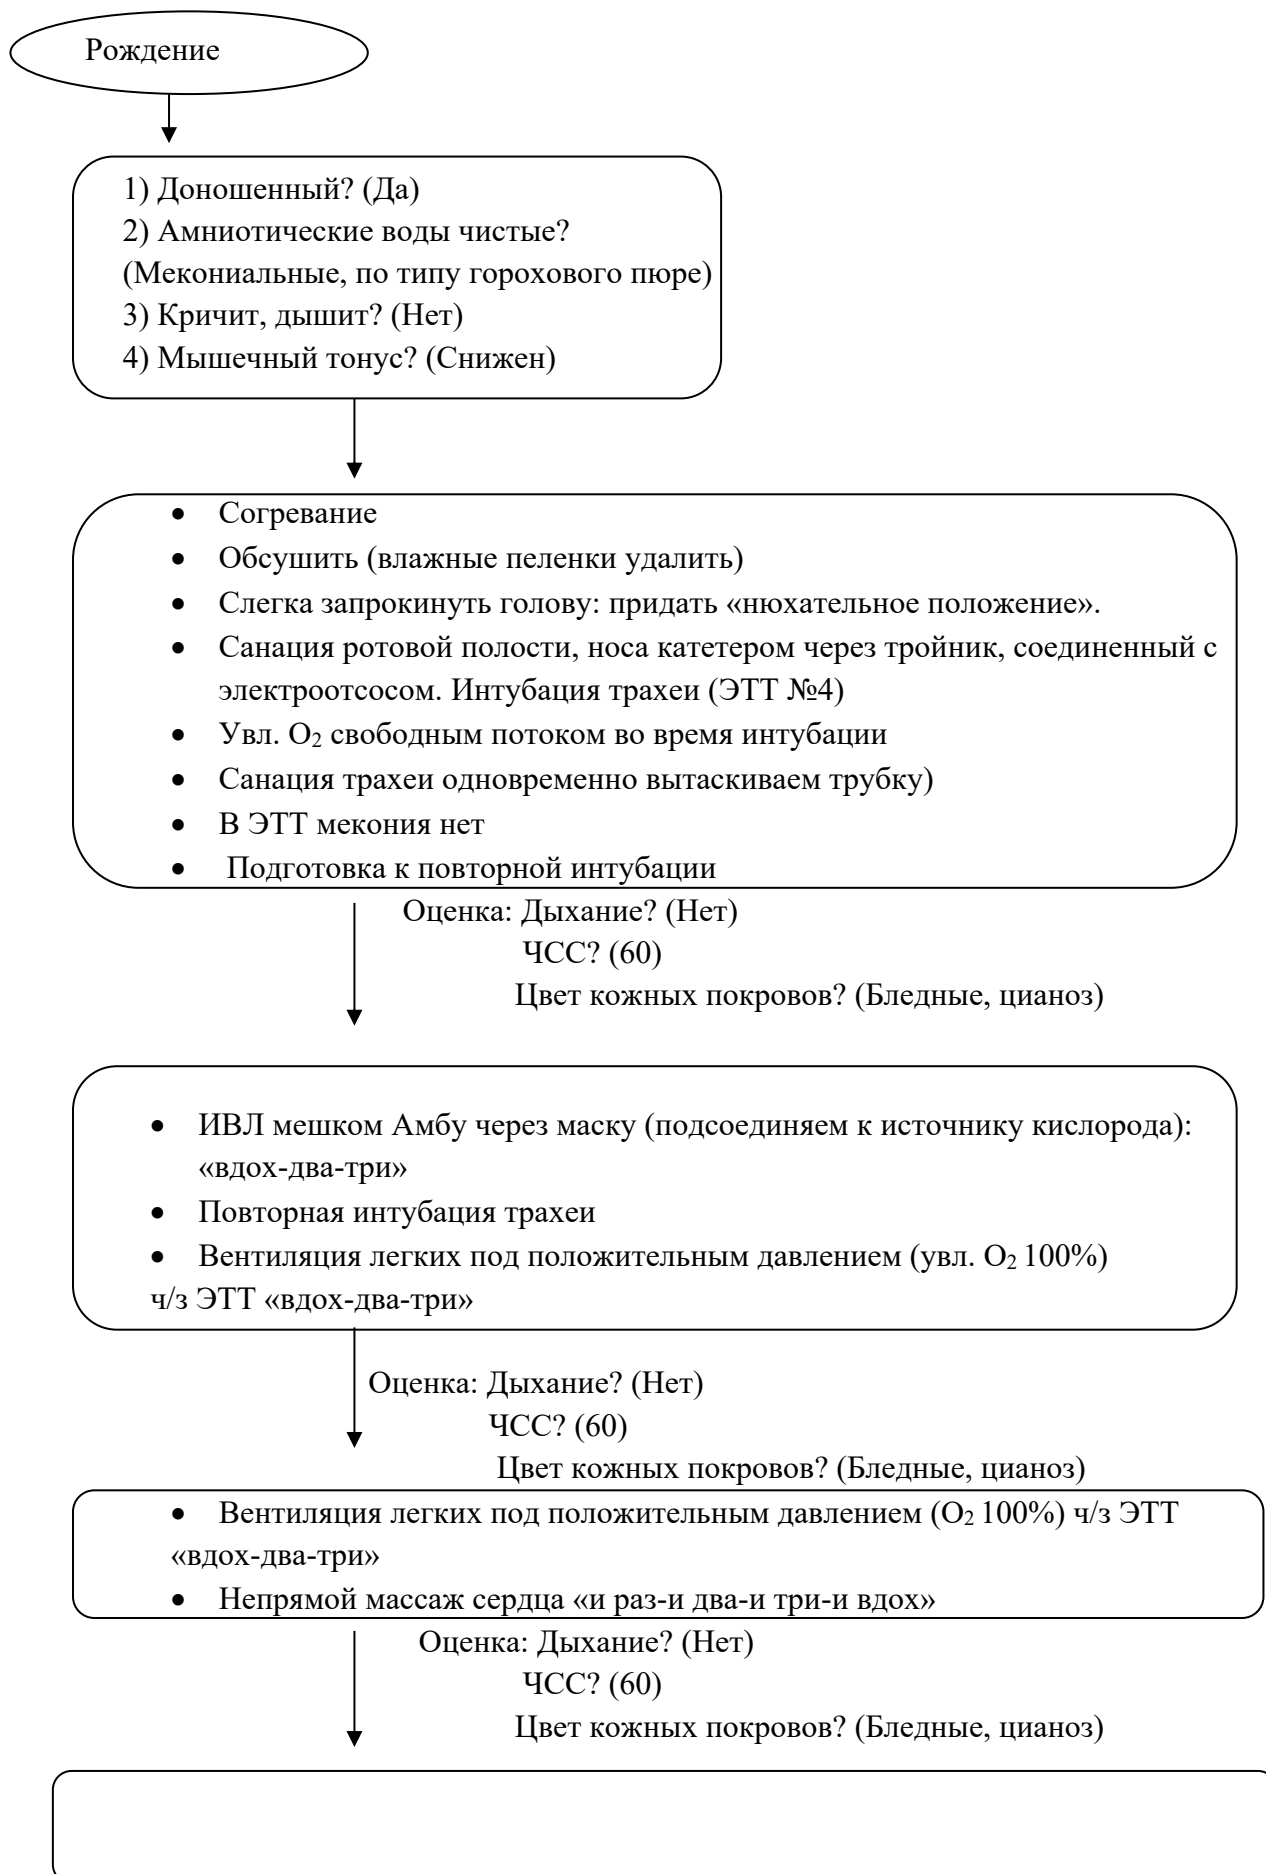 Рождение
1) Доношенный? (Да)
2) Амниотические воды чистые?
(Мекониальные, по типу горохового пюре)
3) Кричит, дышит? (Нет)
4) Мышечный тонус? (Снижен)
• Согревание
• Обсушить (влажные пеленки удалить)
• Слегка запрокинуть голову: придать «нюхательное положение».
• Санация ротовой полости, носа катетером через тройник, соединенный с
электроотсосом. Интубация трахеи (ЭТТ №4)
• Увл. О₂ свободным потоком во время интубации
• Санация трахеи одновременно вытаскиваем трубку)
• В ЭТТ мекония нет
• Подготовка к повторной интубации
Оценка: Дыхание? (Нет)
ЧСС? (60)
Цвет кожных покровов? (Бледные, цианоз)
• ИВЛ мешком Амбу через маску (подсоединяем к источнику кислорода):
«вдох-два-три»
• Повторная интубация трахеи
• Вентиляция легких под положительным давлением (увл. О₂ 100%)
ч/з ЭТТ «вдох-два-три»
Оценка: Дыхание? (Нет)
ЧСС? (60)
Цвет кожных покровов? (Бледные, цианоз)
• Вентиляция легких под положительным давлением (О₂ 100%) ч/з ЭТТ
«вдох-два-три»
• Непрямой массаж сердца «и раз-и два-и три-и вдох»
Оценка: Дыхание? (Нет)
ЧСС? (60)
Цвет кожных покровов? (Бледные, цианоз)